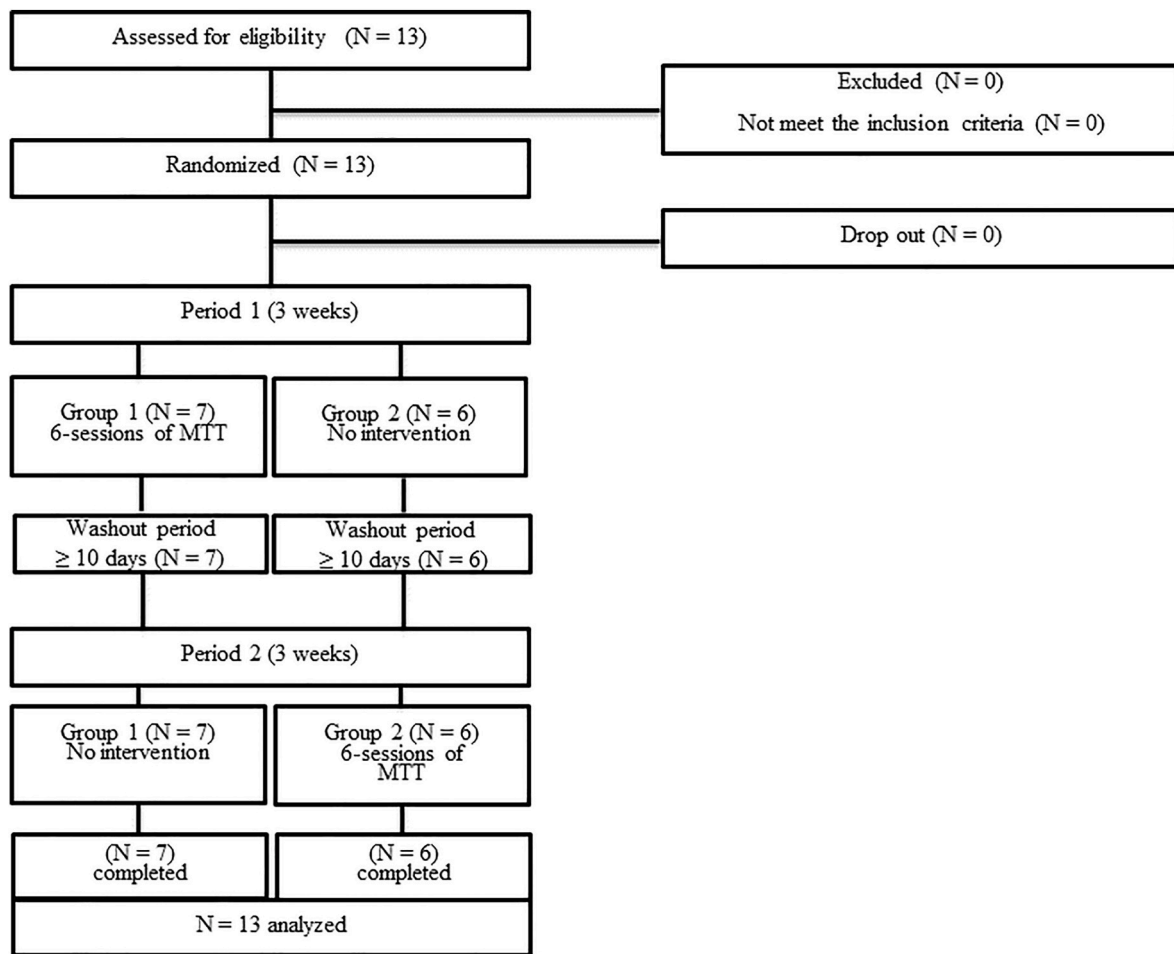 Assessed for eligibility (N = 13)
Excluded (N = 0)
Not meet the inclusion criteria (N = 0)
Randomized (N = 13)
Drop out (N = 0)
Period 1 (3 weeks)
Group 1 (N = 7)
6-sessions of MTT
Group 2 (N = 6)
No intervention
Washout period
≥ 10 days (N = 7)
Washout period
≥ 10 days (N = 6)
Period 2 (3 weeks)
Group 1 (N = 7)
No intervention
Group 2 (N = 6)
6-sessions of
MTT
(N = 7)
completed
(N = 6)
completed
N = 13 analyzed